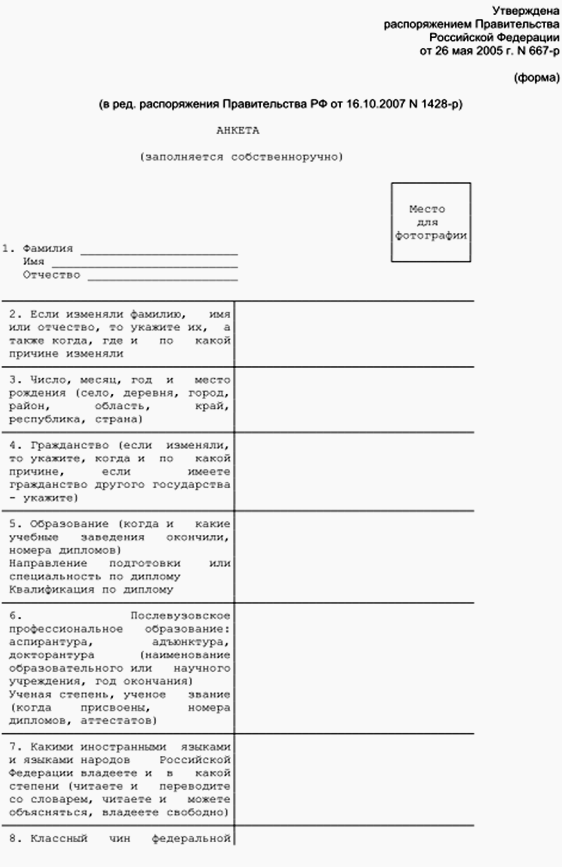 Утверждена
распоряжением Правительства
Российской Федерации
от 26 мая 2005 г. N 667-р
(форма)
(в ред. распоряжения Правительства РФ от 16.10.2007 N 1428-р)
АНКЕТА
(заполняется собственноручно)
Место
для
фотографии
1. Фамилия
Имя
Отчество
2. Если изменяли фамилию, имя
или отчество, то укажите их, а
также когда, где и по какой
причине изменяли
3. Число, месяц, год и место
рождения (село, деревня, город,
район, область, край,
республика, страна)
4. Гражданство (если изменяли,
то укажите, когда и по какой
причине, если имеете
гражданство другого государства
- укажите)
5. Образование (когда и какие
учебные заведения окончили,
номера дипломов)
Направление подготовки или
специальность по диплому
Квалификация по диплому
6. Послевузовское
профессиональное образование:
аспирантура, адъюнктура,
докторантура (наименование
образовательного или научного
учреждения, год окончания)
Ученая степень, ученое звание
(когда присвоены, номера
дипломов, аттестатов)
7. Какими иностранными языками
и языками народов Российской
Федерации владеете и в какой
степени (читаете и переводите
со словарем, читаете и можете
объясняться, владеете свободно)
8. Классный чин федеральной